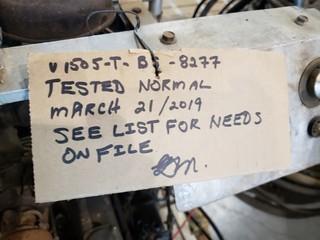 V1505-T-BS-8277
TESTED NORMAL
MARCH 21/2019
SEE LIST FOR NEEDS
ON FILE